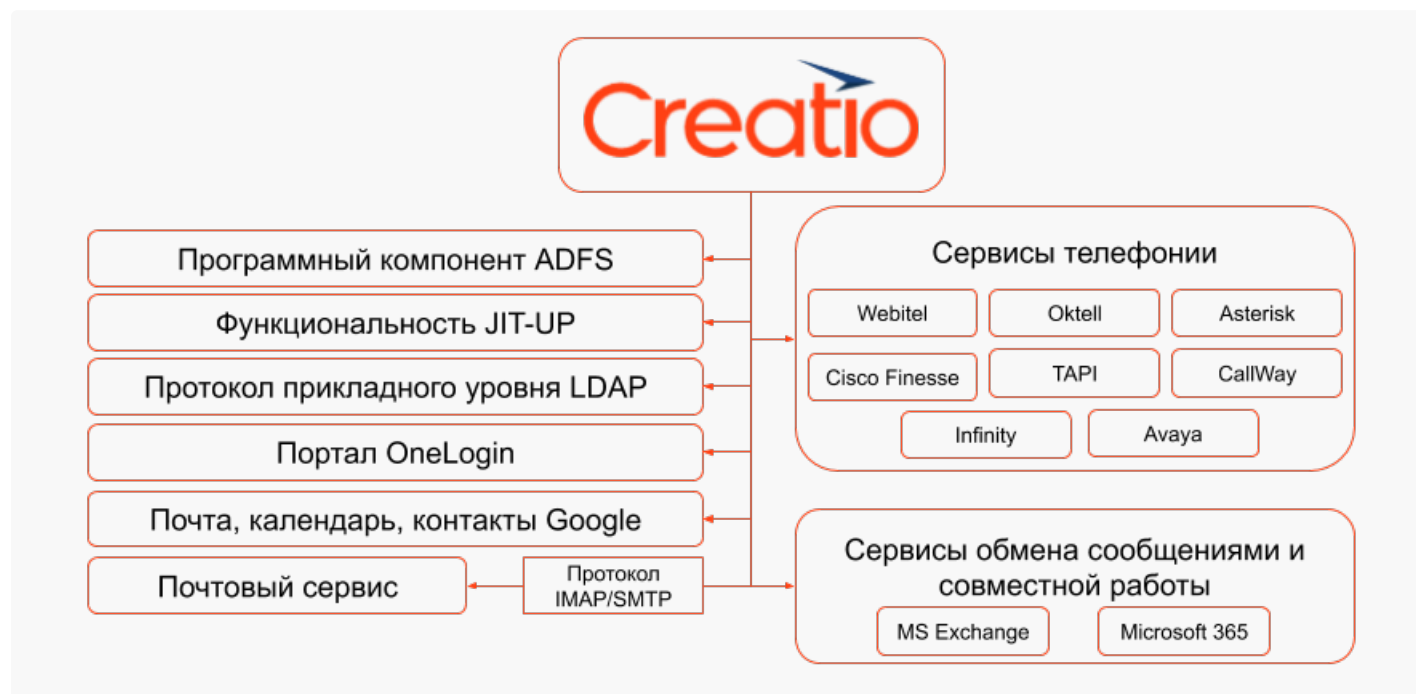 Creatio
Программный компонент ADFS
Функциональность JIT-UP
Протокол прикладного уровня LDAP
Портал OneLogin
Почта, календарь, контакты Google
Почтовый сервис
Протокол
IMAP/SMTP
Сервисы телефонии
Webitel
Oktell
Asterisk
Cisco Finesse
TAPI
CallWay
Infinity
Avaya
Сервисы обмена сообщениями и
совместной работы
MS Exchange
Microsoft 365